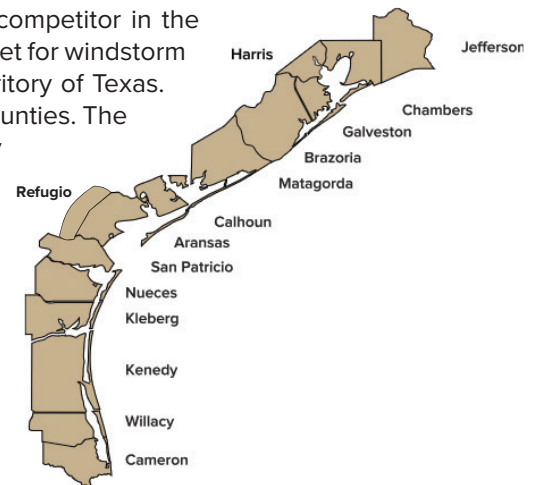 competitor in the
et for windstorm
ritory of Texas.
unties. The
Harris
Jefferson
Chambers
Galveston
Brazoria
Matagorda
Refugio
Calhoun
Aransas
San Patricio
Nueces
Kleberg
Kenedy
Willacy
Cameron